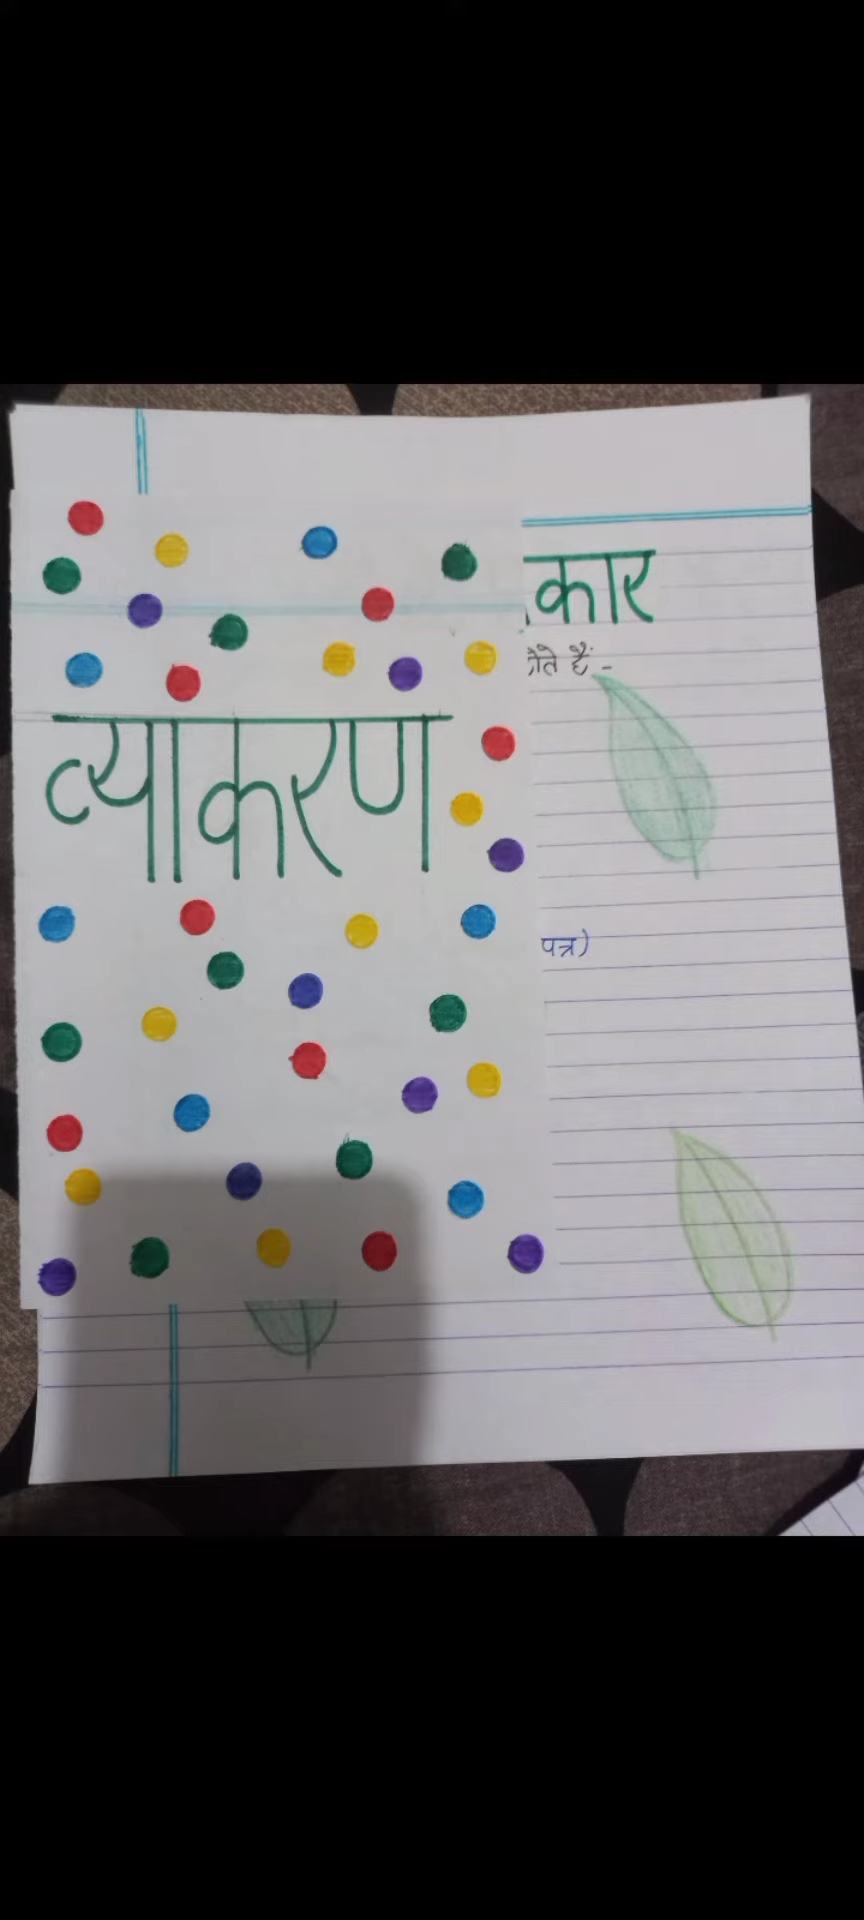 व्याकरण
कार
होते हैं -
पत्र)